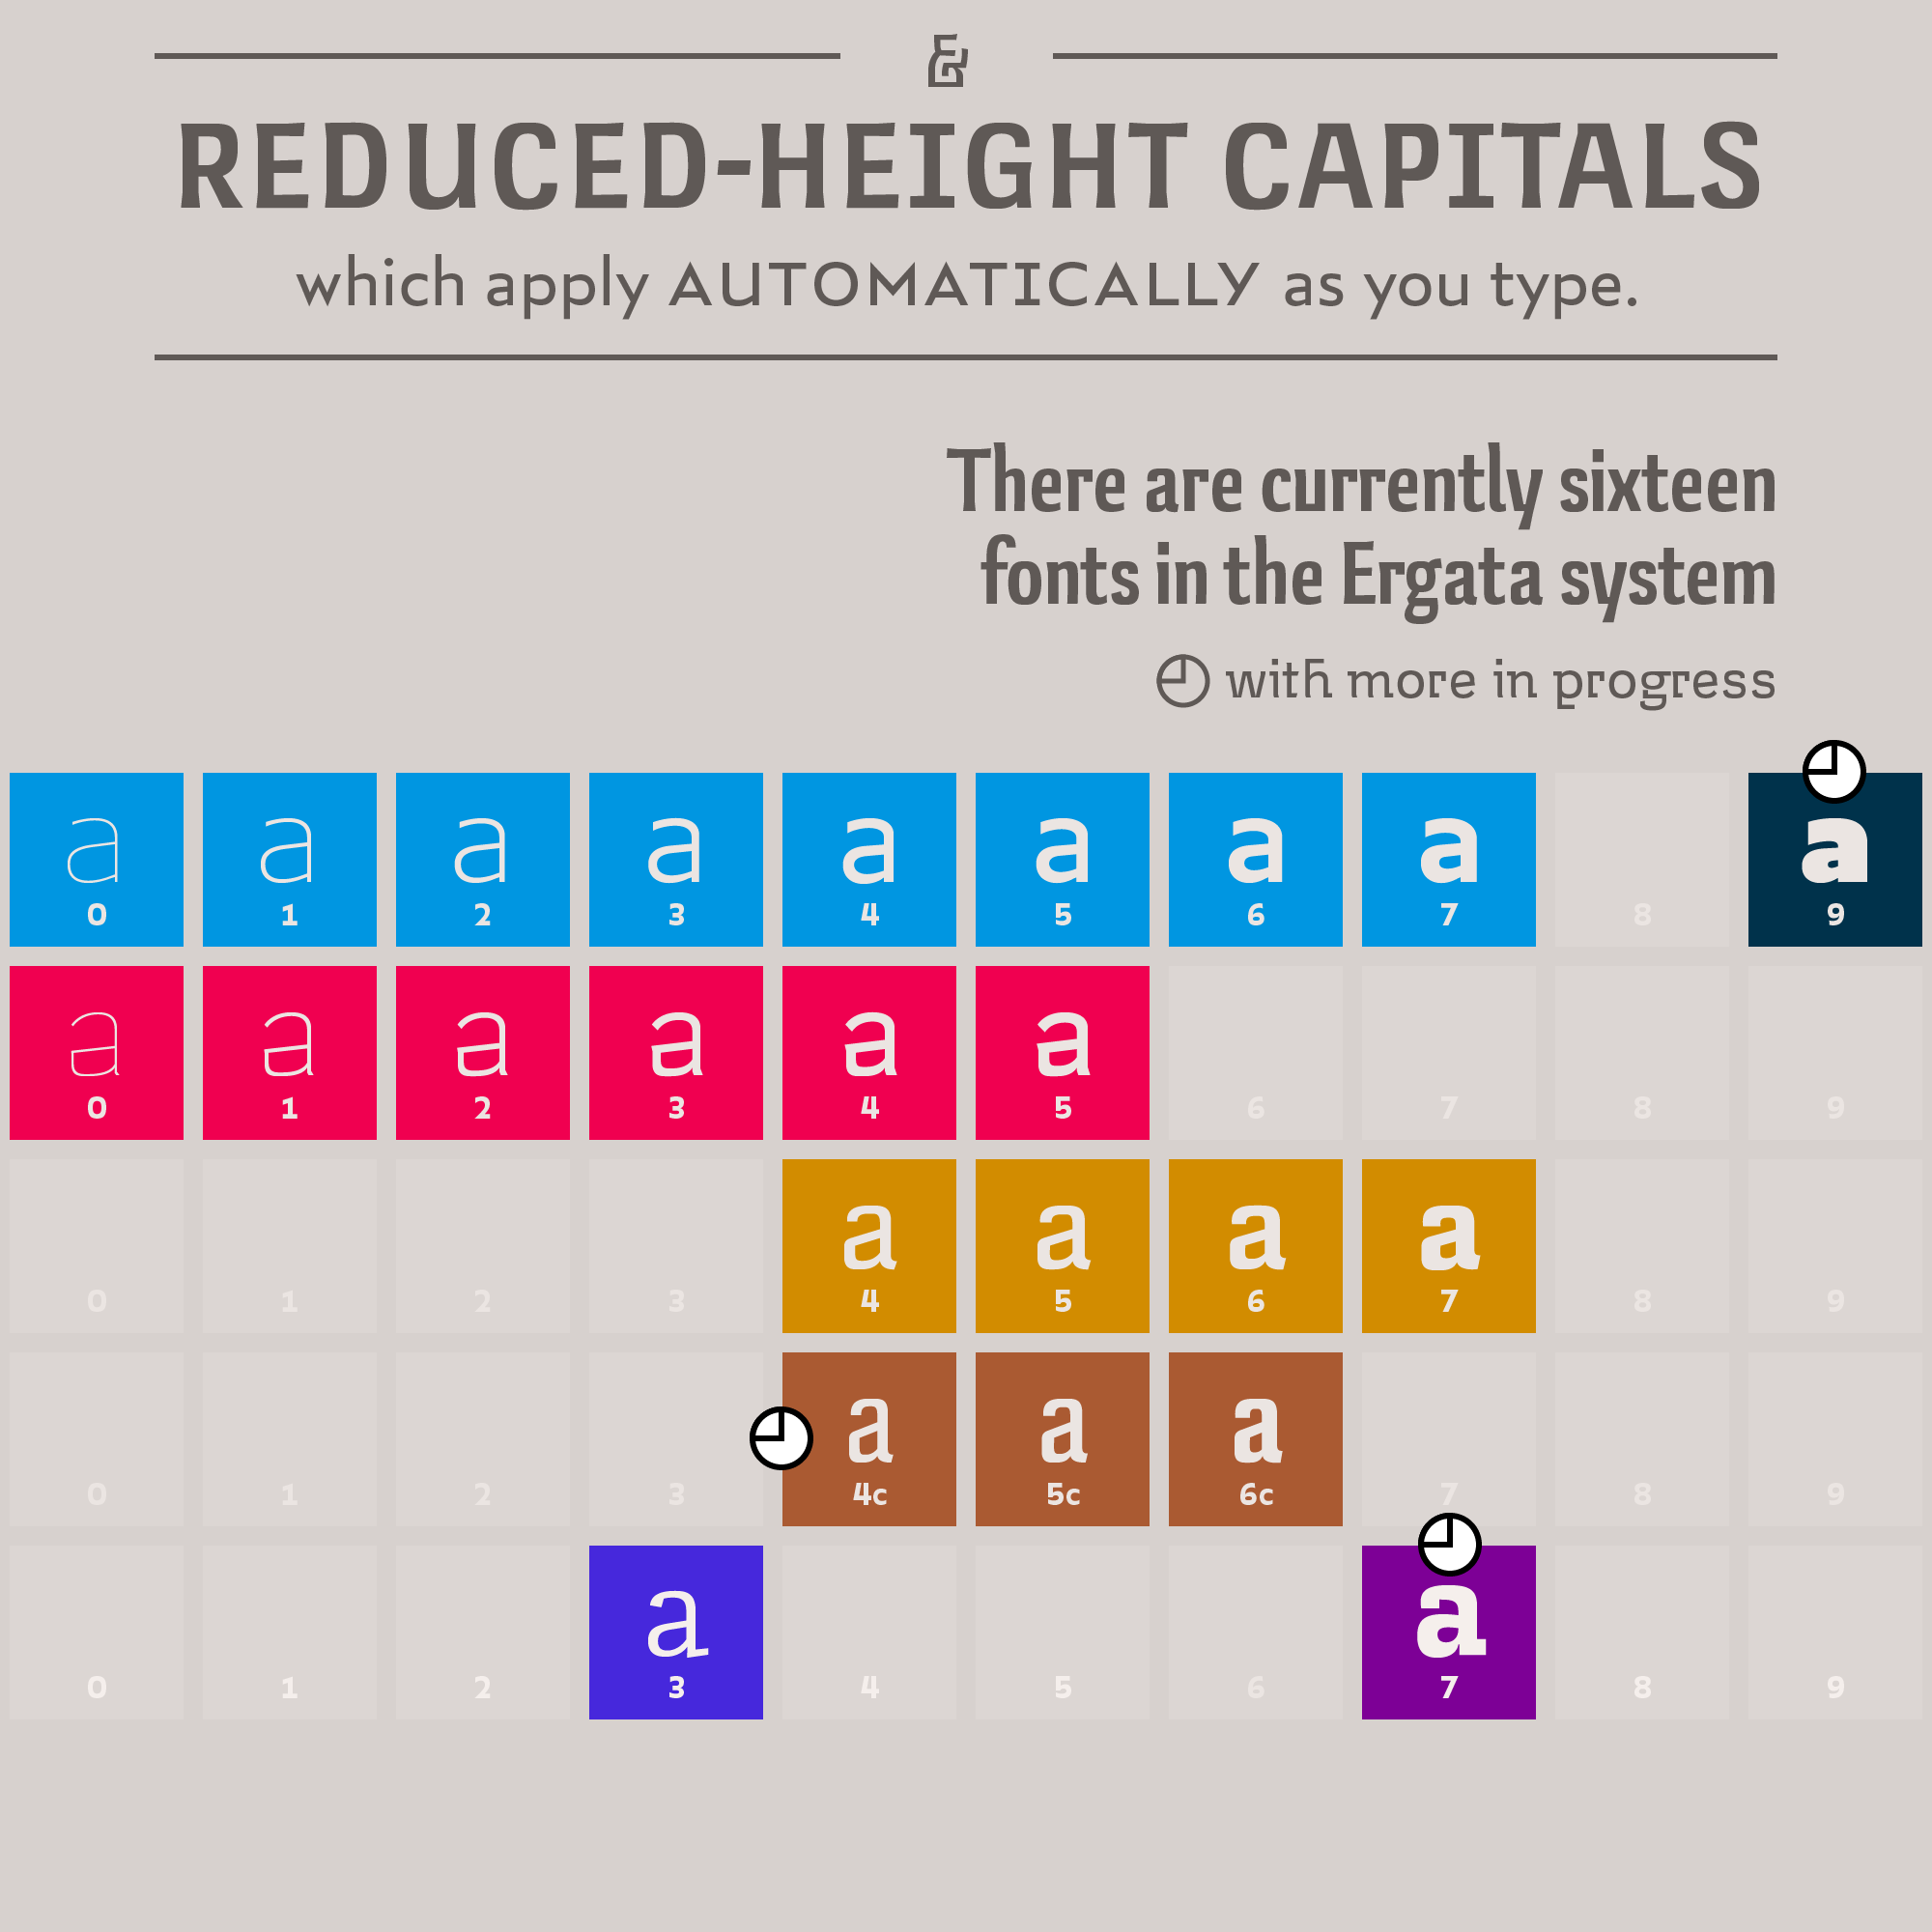 &
REDUCED-HEIGHT CAPITALS
which apply AUTOMATICALLY as you type.
There are currently sixteen
fonts in the Ergata system
with more in progress
a a a a a a a a a
0 1 2 3 4 5 6 7 8 9
a a a a a a
0 1 2 3 4 5 6 7 8 9
a a a a
0 1 2 3 4 5 6 7 8 9
a a a
0 1 2 3 4c 5c 6c 7 8 9
a a
0 1 2 3 4 5 6 7 8 9